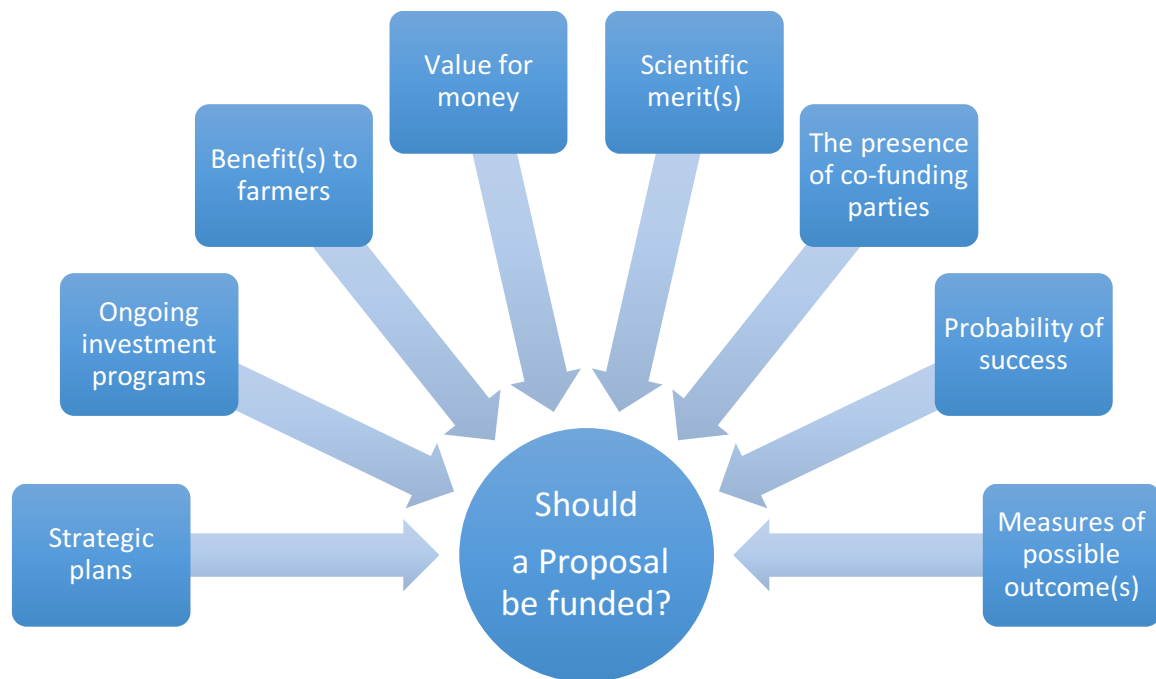 Strategic
plans
Ongoing
investment
programs
Benefit(s) to
farmers
Value for
money
Scientific
merit(s)
The presence
of co-funding
parties
Probability of
success
Measures of
possible
outcome(s)
Should
a Proposal
be funded?